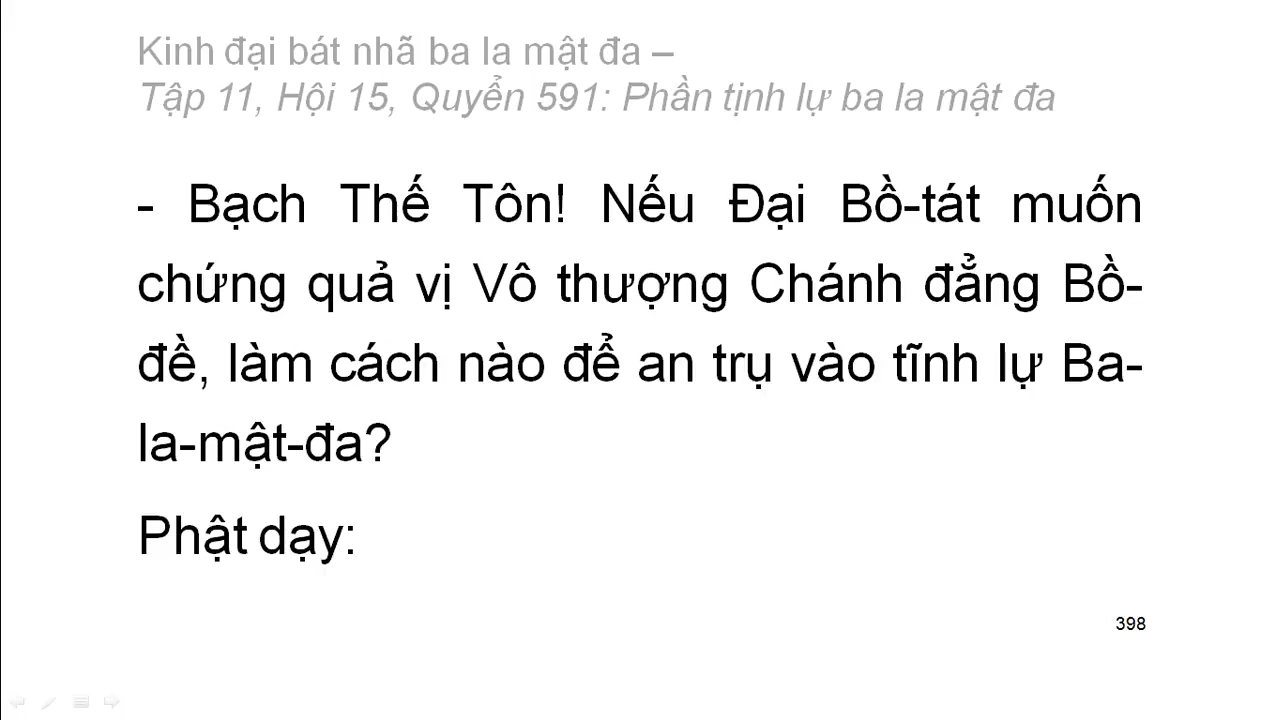 Kinh đại bát nhã ba la mật đa –
Tập 11, Hội 15, Quyển 591: Phần tịnh lự ba la mật đa
- Bạch Thế Tôn! Nếu Đại Bồ-tát muốn
chứng quả vị Vô thượng Chánh đẳng Bồ-
đề, làm cách nào để an trụ vào tĩnh lự Ba-
la-mật-đa?
Phật dạy:
398